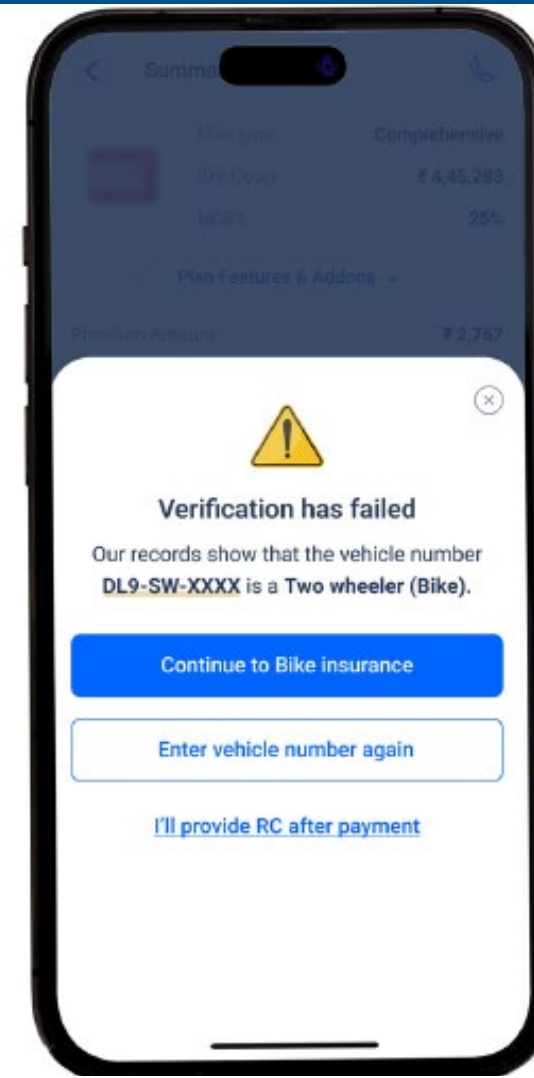 Summa
Plan type Comprehensive
IDV Cover ₹ 4,45,283
NCB% 25%
Plan Features & Addons
Premium Amount ₹ 2,767
Verification has failed
Our records show that the vehicle number
DL9-SW-XXXX is a Two wheeler (Bike).
Continue to Bike insurance
Enter vehicle number again
I'll provide RC after payment